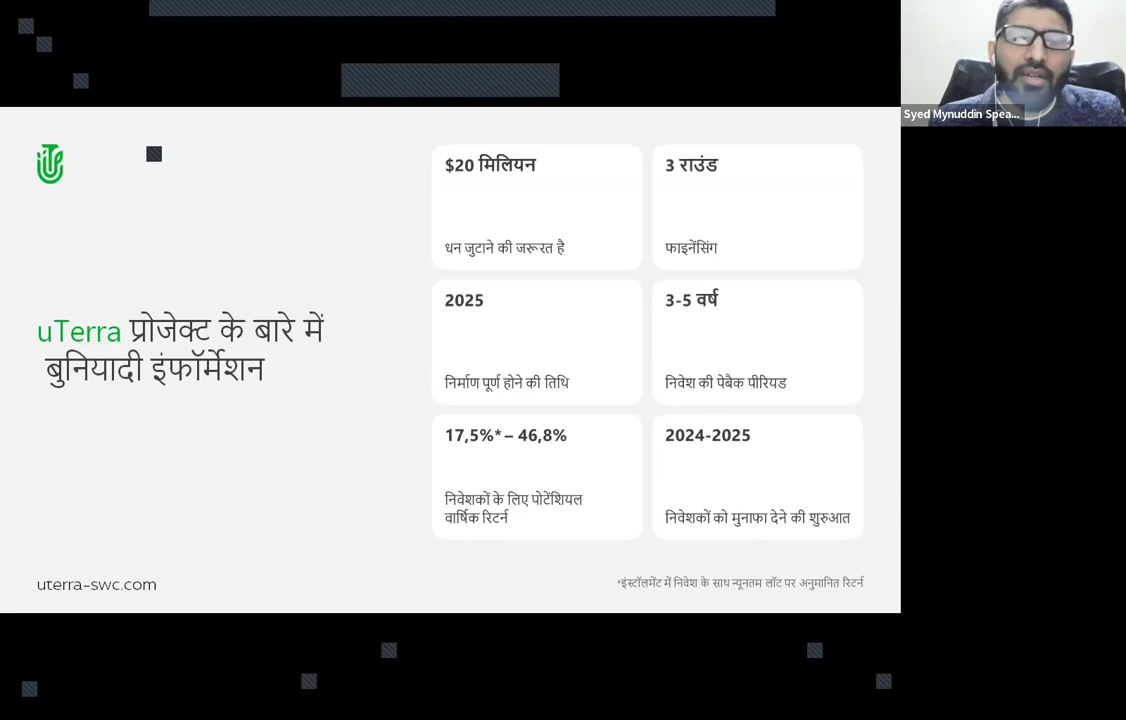 Syed Mynuddin Spea...
uTerra प्रोजेक्ट के बारे में
बुनियादी इंफॉर्मेशन
$20 मिलियन
धन जुटाने की जरूरत है
3 राउंड
फाइनेंसिंग
2025
निर्माण पूर्ण होने की तिथि
3-5 वर्ष
निवेश की पेबैक पीरियड
17,5%* – 46,8%
निवेशकों के लिए पोटेंशियल
वार्षिक रिटर्न
2024-2025
निवेशकों को मुनाफा देने की शुरुआत
uterra-swc.com
*इंस्टॉलमेंट में निवेश के साथ न्यूनतम लॉट पर अनुमानित रिटर्न